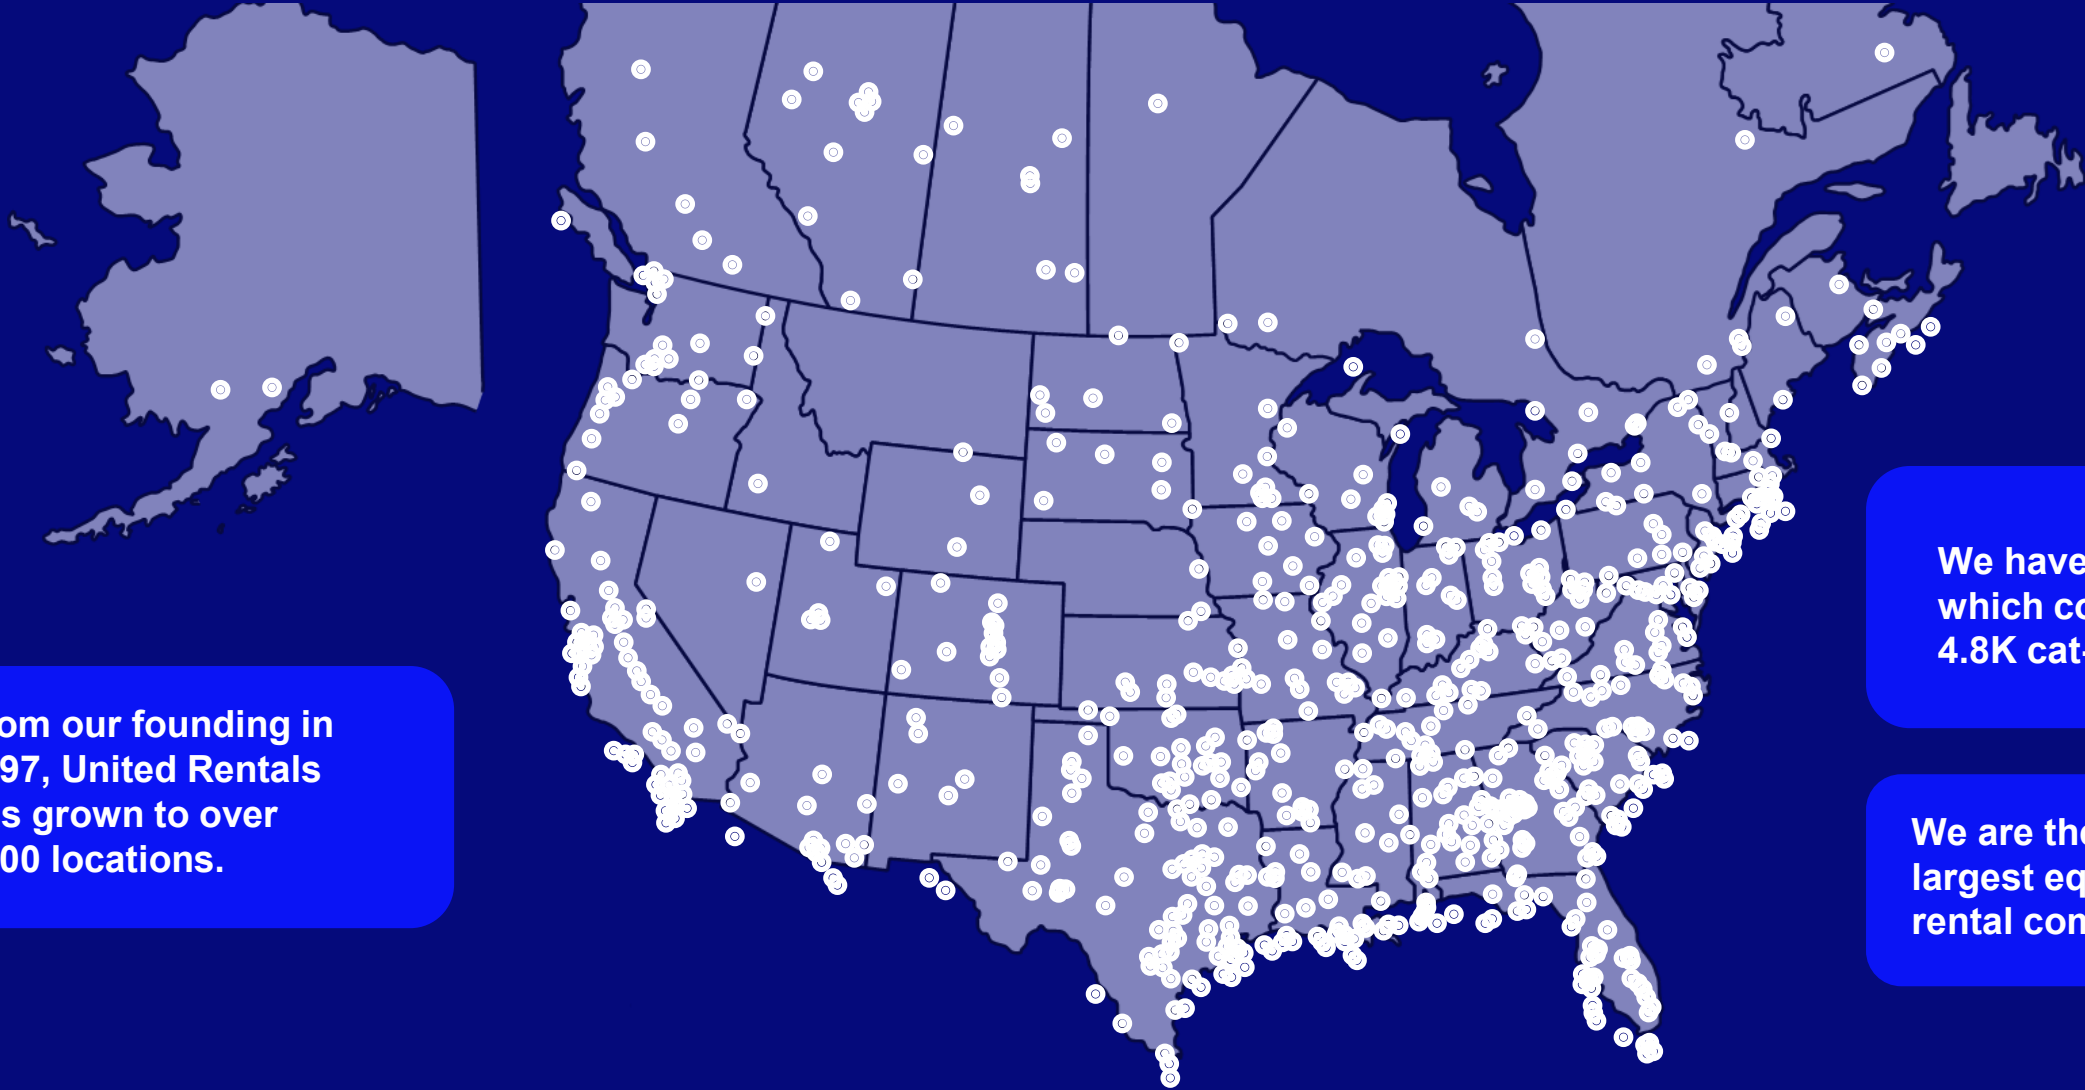 om our founding in
97, United Rentals
s grown to over
00 locations.
We have
which co
4.8K cat
We are the
largest eq
rental con